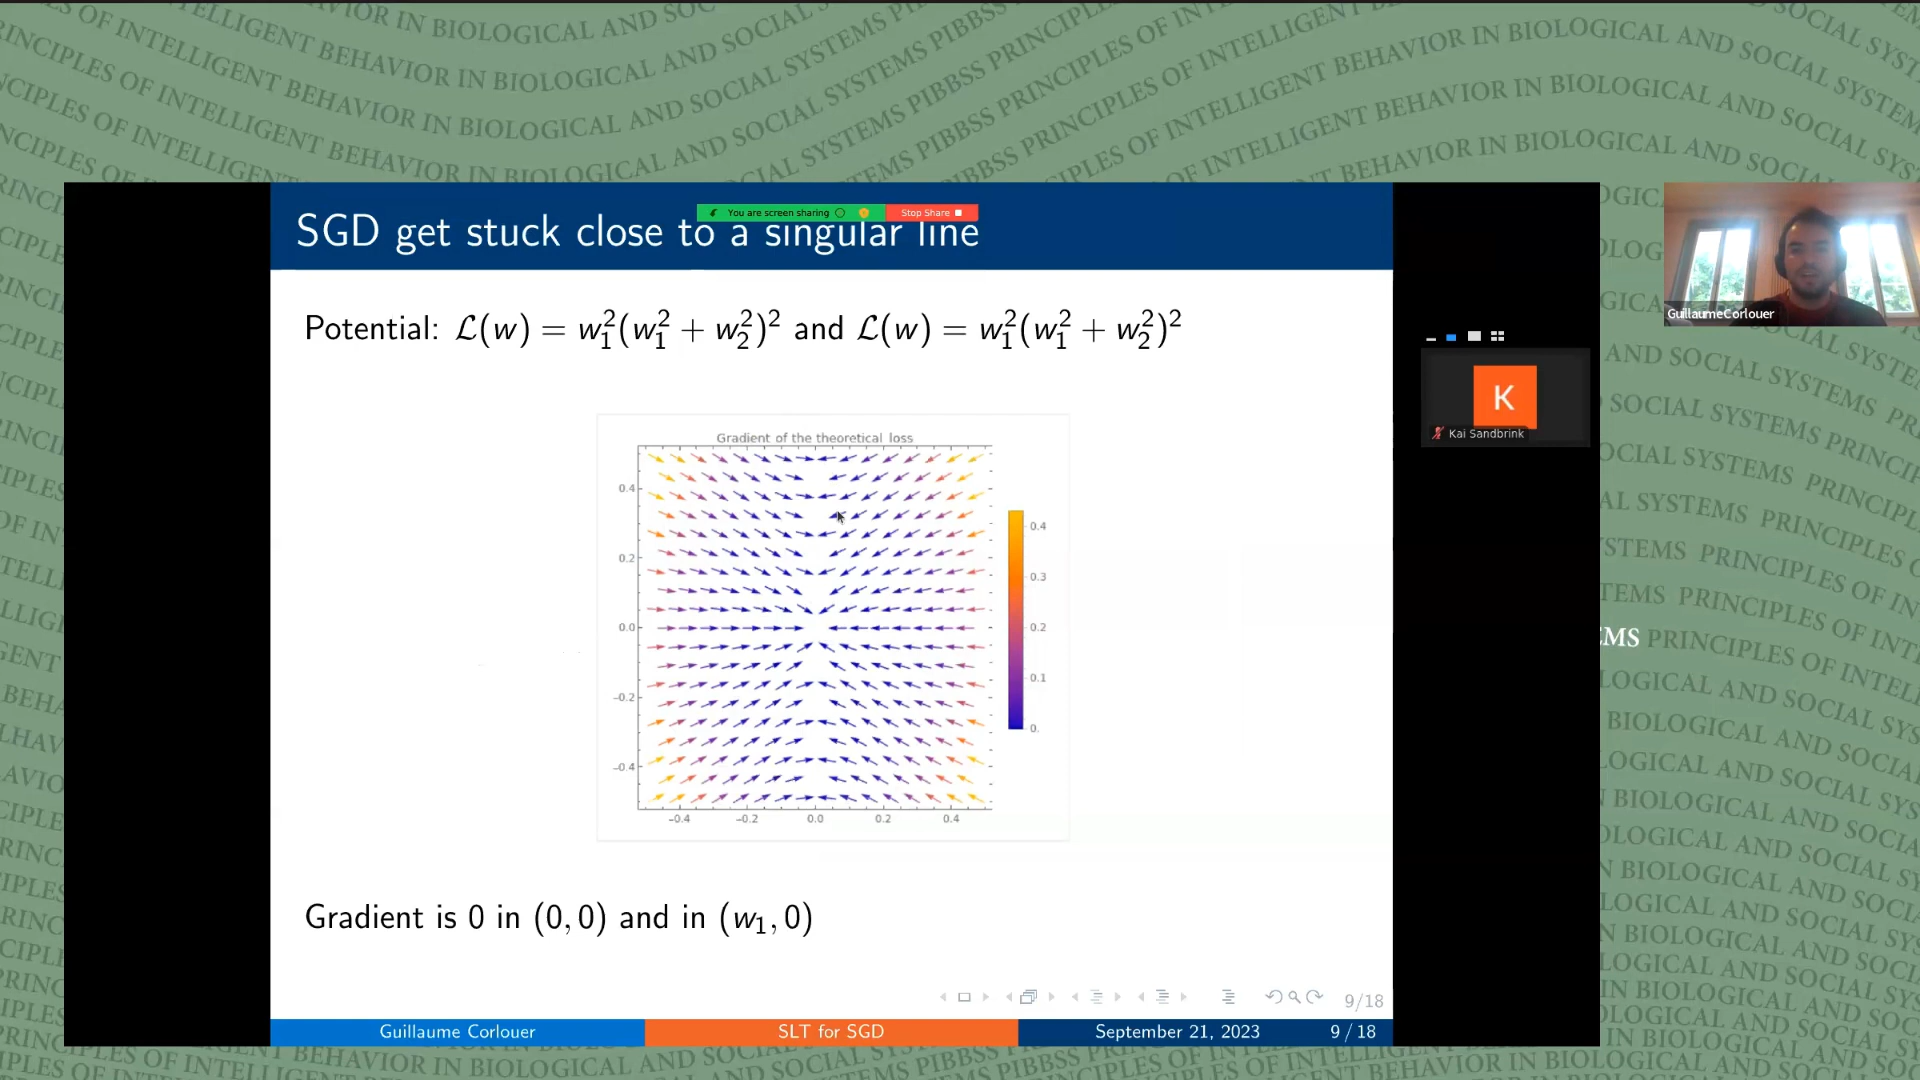 PIBBSS PRINCIPLES OF INTELLIGENT BEHAVIOR IN BIOLOGICAL AND SOCIAL SYSTEMS
You are screen sharing
Stop Share
SGD get stuck close to a singular line
Potential: L(w) = w₁²(w₁² + w₂²)² and L(w) = w₁²(w₁² + w₂²)²
Gradient of the theoretical loss
0.4
0.2
0.0
−0.2
−0.4
−0.4 −0.2 0.0 0.2 0.4
0.4
0.3
0.2
0.1
0.
Gradient is 0 in (0, 0) and in (w₁, 0)
9/18
Guillaume Corlouer
SLT for SGD
September 21, 2023
9 / 18
GuillaumeCorlouer
K
Kai Sandbrink
EMS